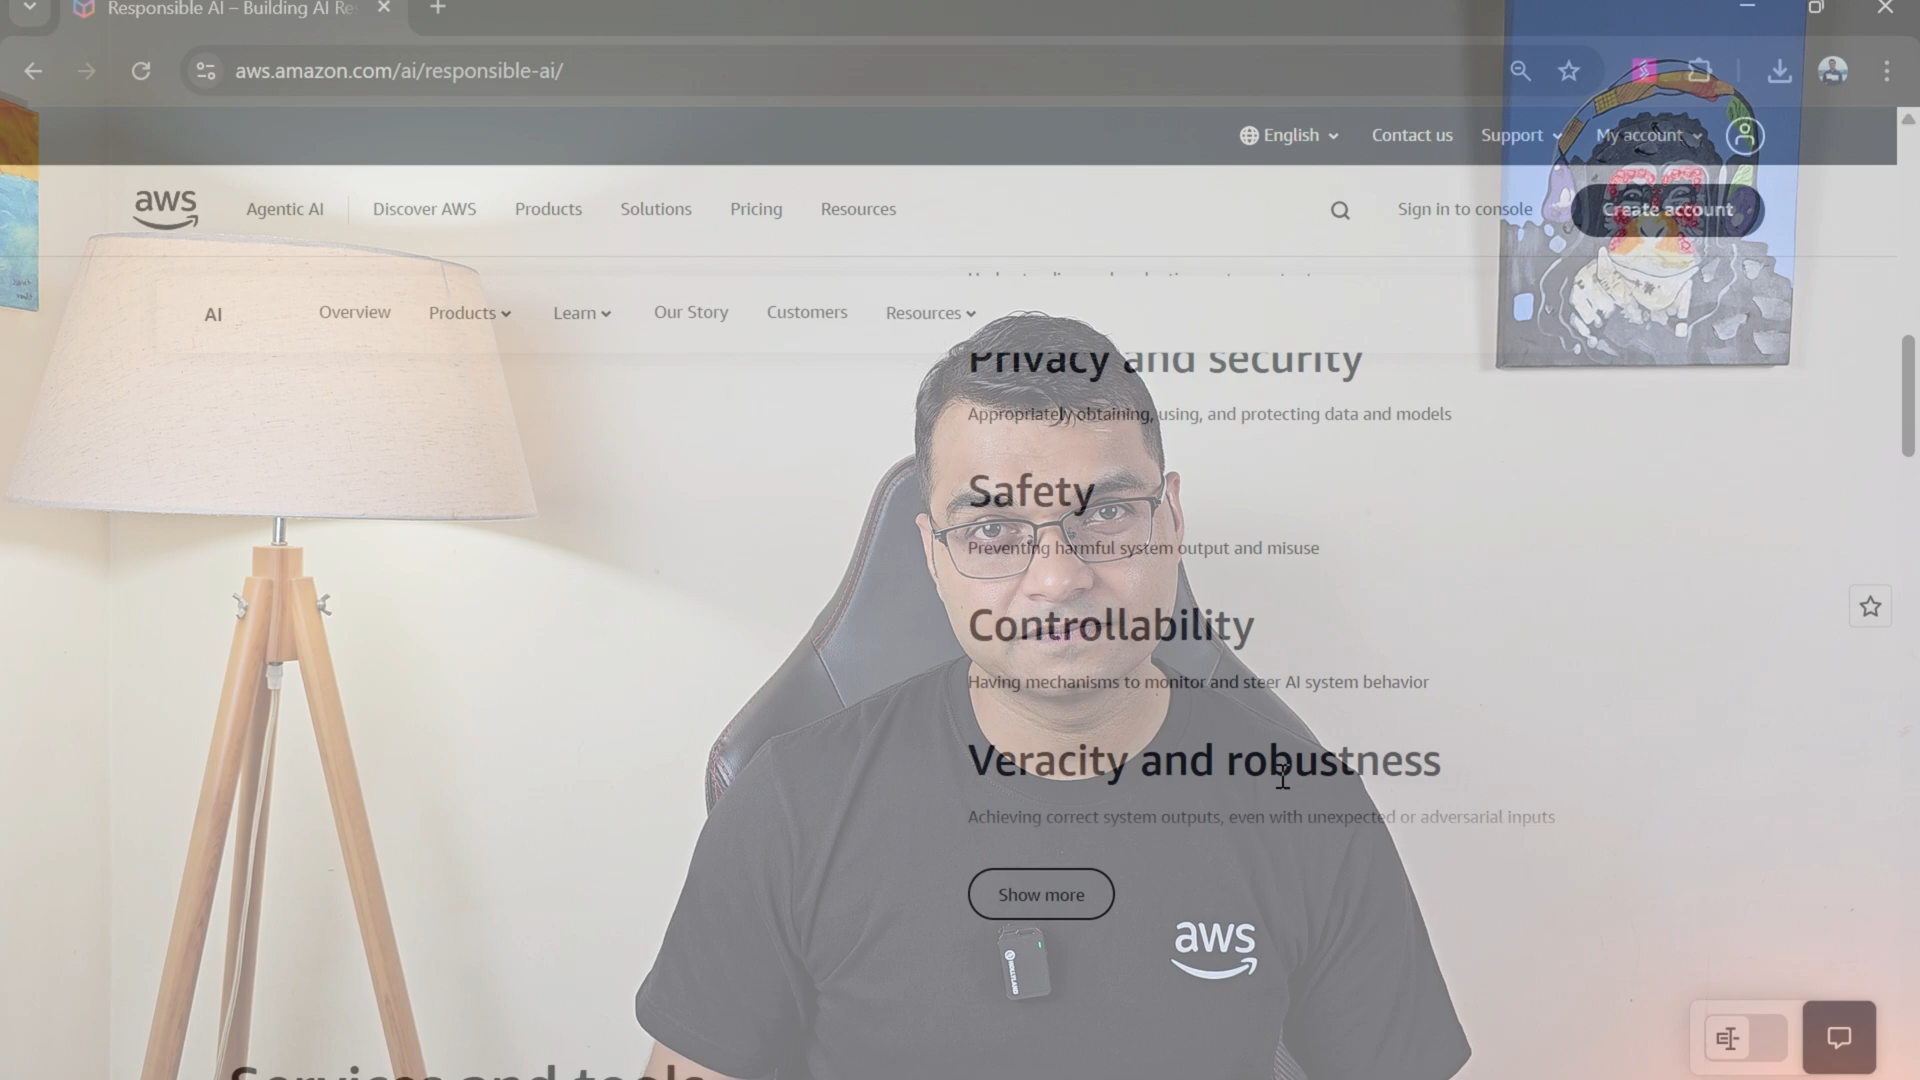 Responsible AI – Building AI Re
aws.amazon.com/ai/responsible-ai/
English
Contact us
Support
My account
aws
Agentic AI
Discover AWS
Products
Solutions
Pricing
Resources
Sign in to console
Create account
AI
Overview
Products
Learn
Our Story
Customers
Resources
Privacy and security
Appropriately obtaining, using, and protecting data and models
Safety
Preventing harmful system output and misuse
Controllability
Having mechanisms to monitor and steer AI system behavior
Veracity and robustness
Achieving correct system outputs, even with unexpected or adversarial inputs
Show more
aws
HOLLYLAND
Services and tools